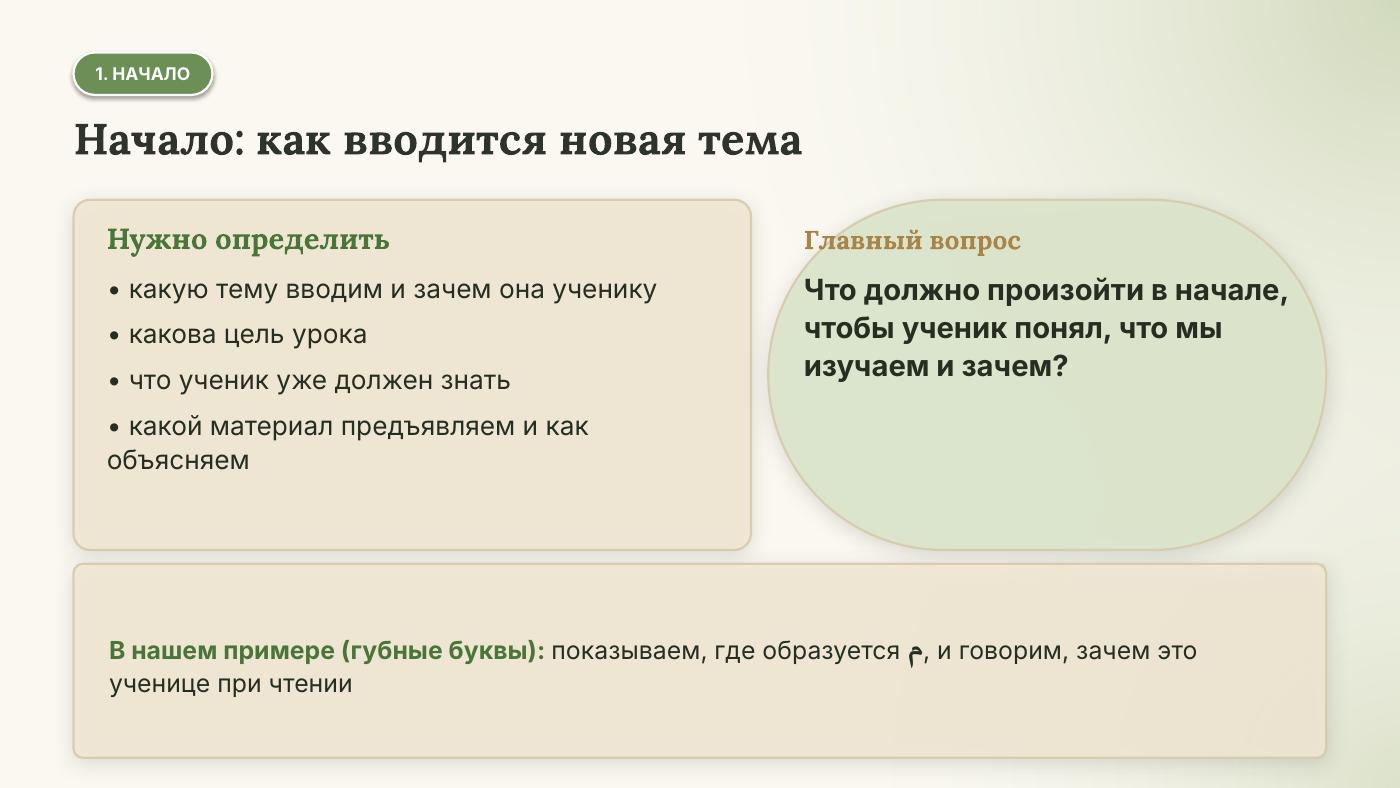 1. НАЧАЛО
Начало: как вводится новая тема
Нужно определить
• какую тему вводим и зачем она ученику
• какова цель урока
• что ученик уже должен знать
• какой материал предъявляем и как
объясняем
Главный вопрос
Что должно произойти в начале,
чтобы ученик понял, что мы
изучаем и зачем?
В нашем примере (губные буквы): показываем, где образуется م, и говорим, зачем это
ученице при чтении